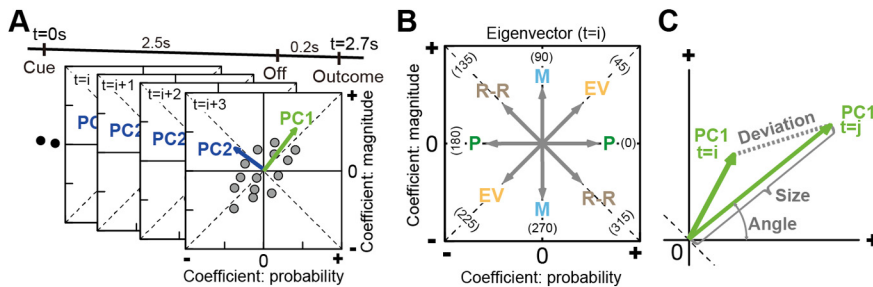 A
t=0s
2.5s
0.2s
t=2.7s
Cue
Off
Outcome
t=i
t=i+1
t=i+2
t=i+3
PC
PC2
PC2
PC2
PC1
+
Coefficient: magnitude
0
-
-
0
+
Coefficient: probability
B
Eigenvector (t=i)
+
(135)
(90)
(45)
M
R-R
EV
Coefficient: magnitude
0
(180)
P
P
(0)
EV
R-R
M
(225)
(270)
(315)
-
-
0
+
Coefficient: probability
C
+
PC1
t=i
Deviation
PC1
t=j
Size
Angle
0
+